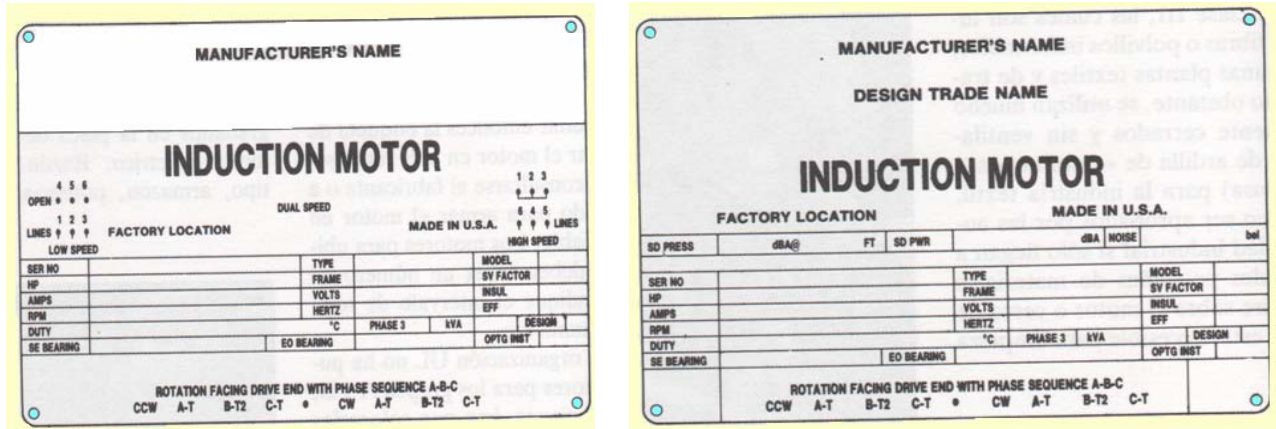 MANUFACTURER'S NAME
INDUCTION MOTOR
1 2 3
4 5 6
OPEN
DUAL SPEED
1 2 3
LINES
FACTORY LOCATION
MADE IN U.S.A.
1 2 3
6 4 5
LINES
LOW SPEED
HIGH SPEED
SER NO TYPE MODEL
HP FRAME SV FACTOR
AMPS VOLTS INSUL
RPM HERTZ EFF
DUTY °C PHASE 3 kVA DESIGN
SE BEARING EO BEARING OPTG INST
ROTATION FACING DRIVE END WITH PHASE SEQUENCE A-B-C
CCW A-T B-T2 C-T • CW A-T B-T2 C-T
MANUFACTURER'S NAME
DESIGN TRADE NAME
INDUCTION MOTOR
FACTORY LOCATION MADE IN U.S.A.
SD PRESS dBA@ FT SD PWR dBA NOISE bel
SER NO TYPE MODEL
HP FRAME SV FACTOR
AMPS VOLTS INSUL
RPM HERTZ EFF
DUTY °C PHASE 3 kVA DESIGN
SE BEARING EO BEARING OPTG INST
ROTATION FACING DRIVE END WITH PHASE SEQUENCE A-B-C
CCW A-T B-T2 C-T • CW A-T B-T2 C-T